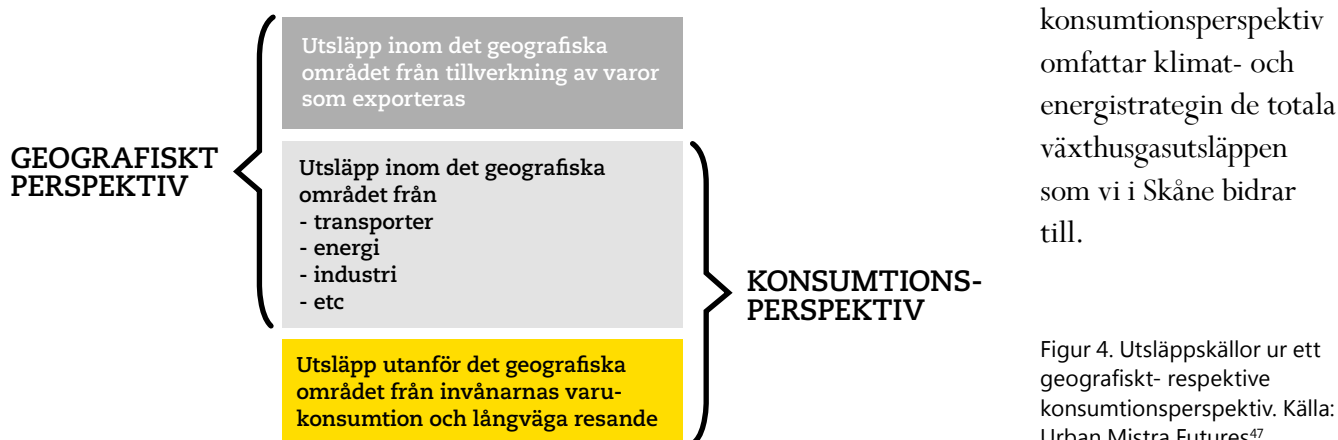 Utsläpp inom det geografiska
området från tillverkning av varor
som exporteras
GEOGRAFISKT
PERSPEKTIV
Utsläpp inom det geografiska
området från
- transporter
- energi
- industri
- etc
KONSUMTIONS-
PERSPEKTIV
Utsläpp utanför det geografiska
området från invånarnas varu-
konsumtion och långväga resande
konsumtionsperspektiv
omfattar klimat- och
energistrategin de totala
växthusgasutsläppen
som vi i Skåne bidrar
till.
Figur 4. Utsläppskällor ur ett
geografiskt- respektive
konsumtionsperspektiv. Källa:
Urban Mistra Futures⁴⁷